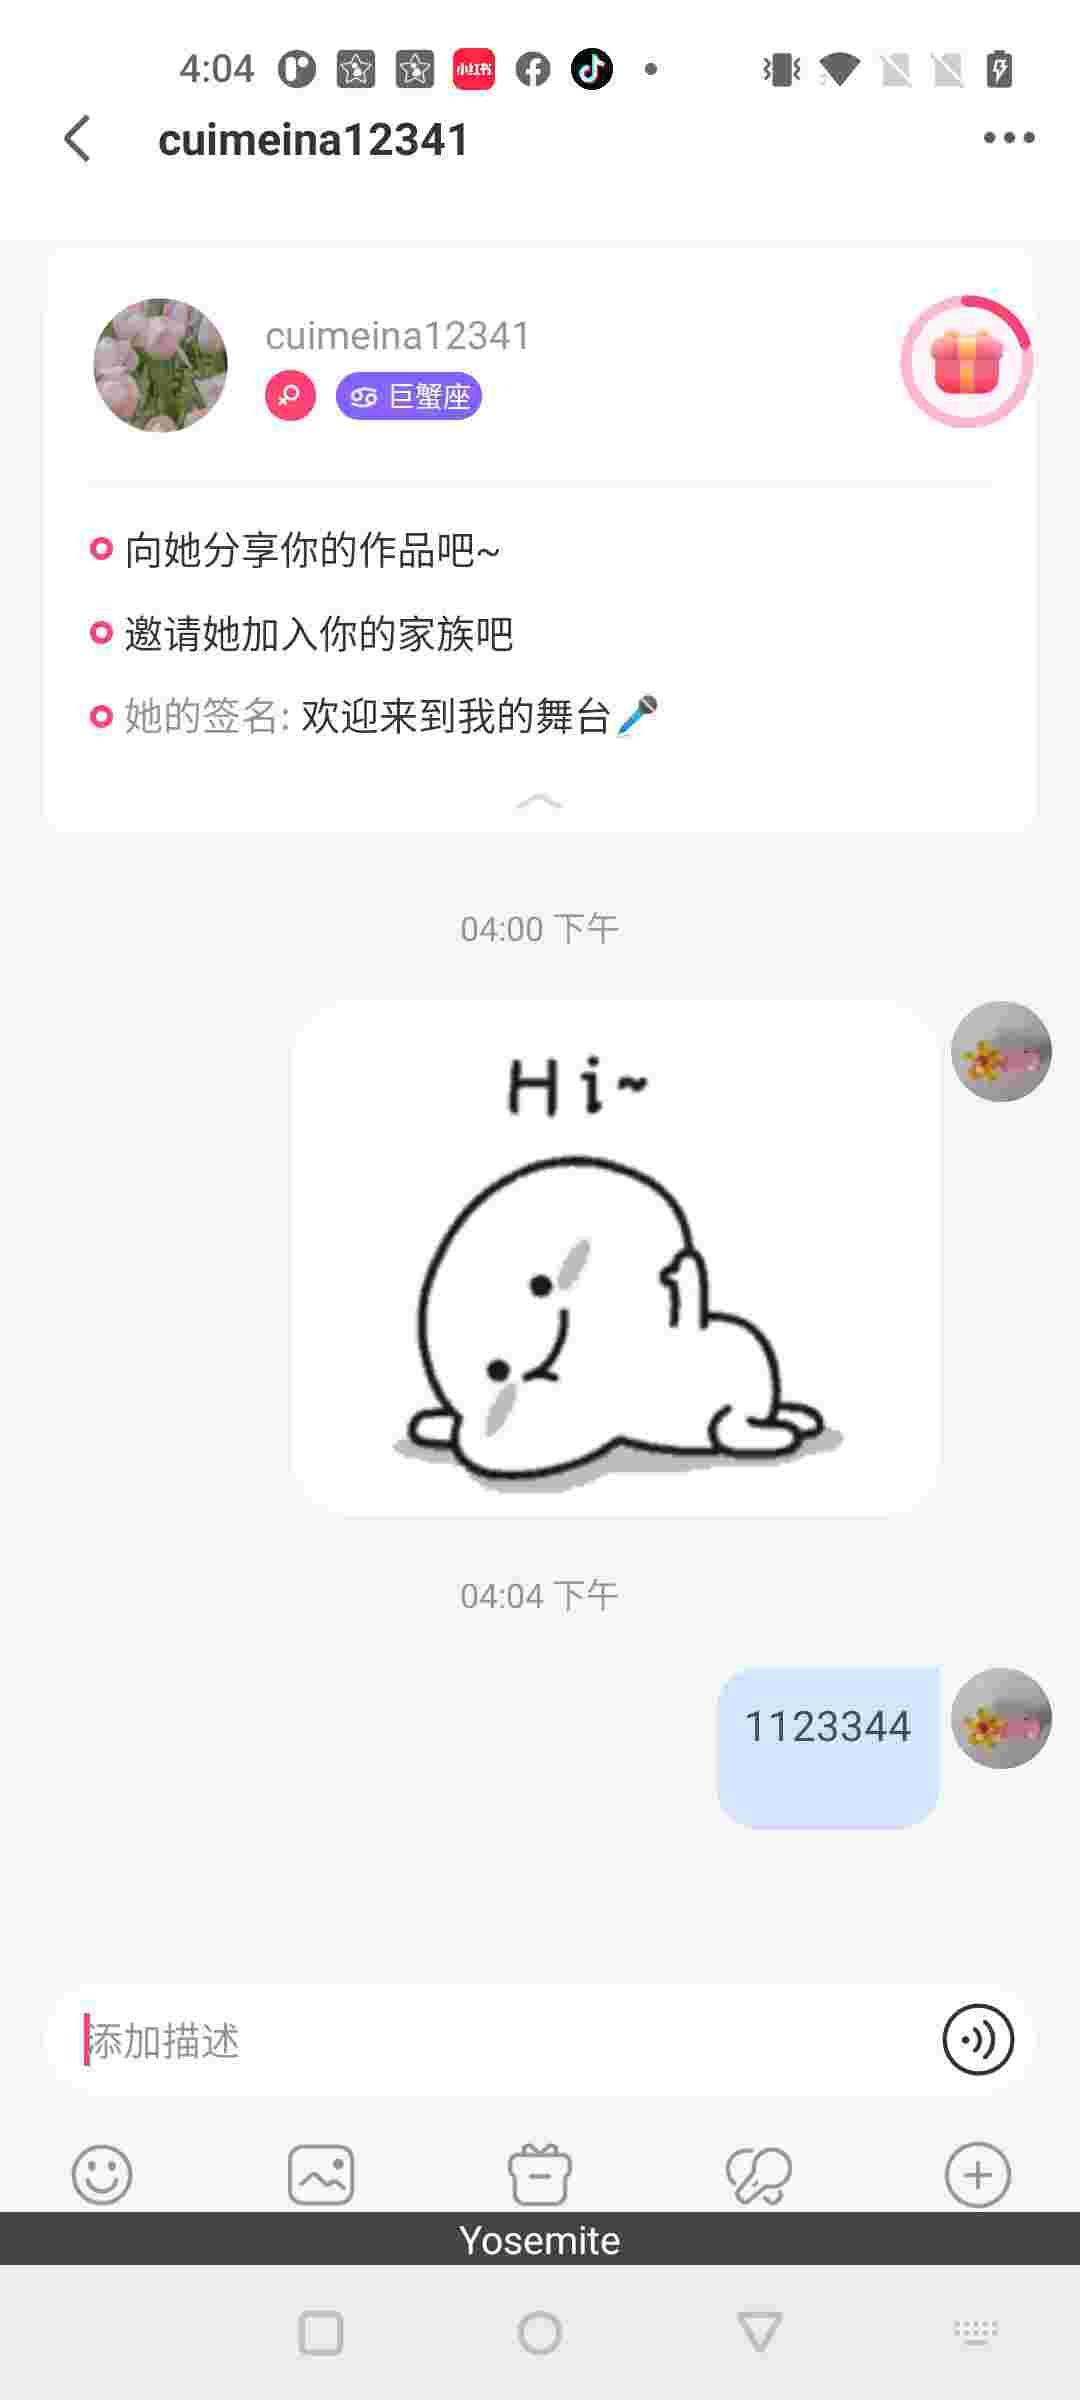 4:04
小红书
cuimeina12341
cuimeina12341
巨蟹座
向她分享你的作品吧~
邀请她加入你的家族吧
她的签名: 欢迎来到我的舞台🎤
04:00 下午
Hi~
04:04 下午
1123344
添加描述
Yosemite